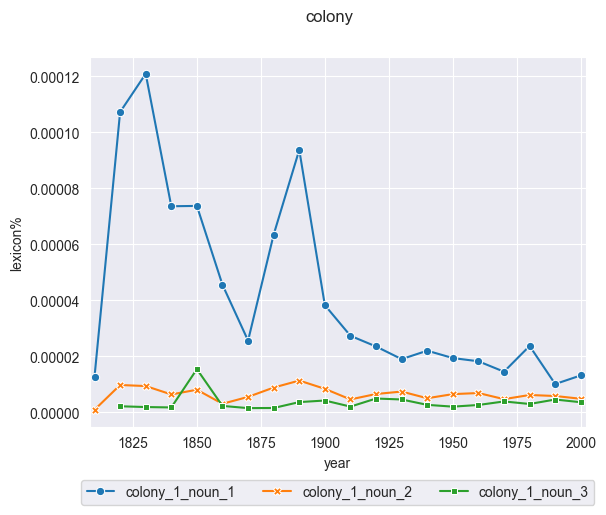 colony
0.00012
0.00010
0.00008
0.00006
0.00004
0.00002
0.00000
lexicon%
1825 1850 1875 1900 1925 1950 1975 2000
year
colony_1_noun_1 colony_1_noun_2 colony_1_noun_3